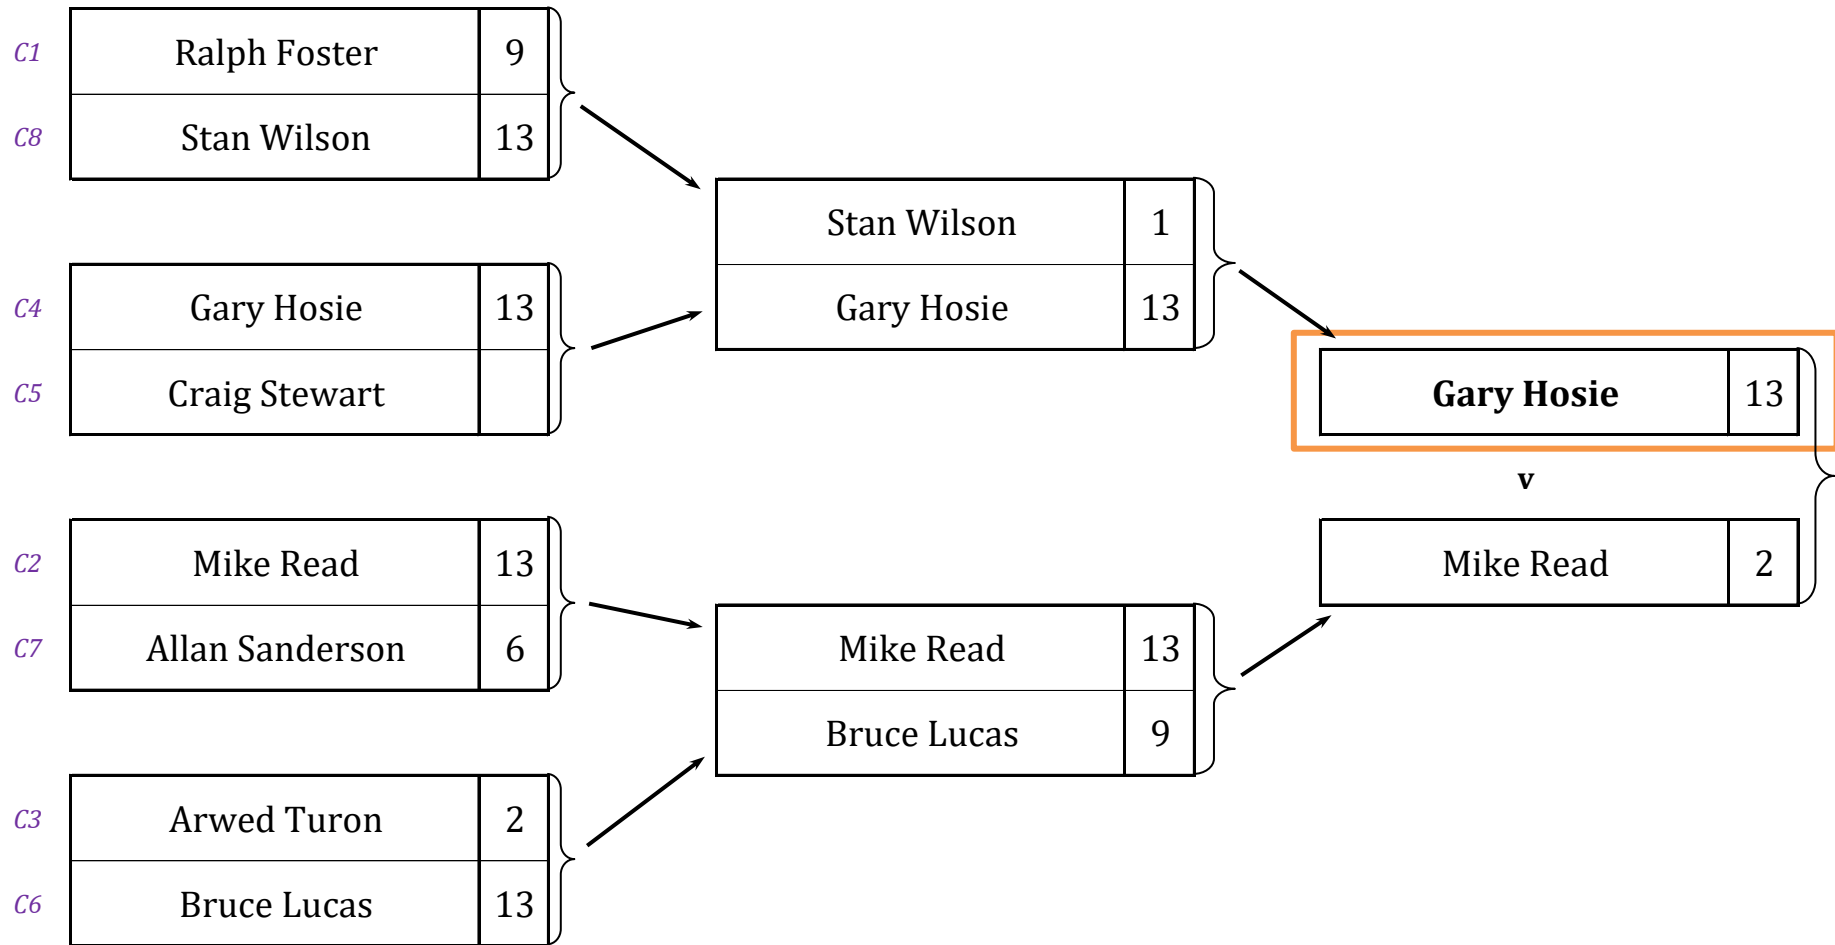 C1 Ralph Foster 9
C8 Stan Wilson 13
Stan Wilson 1
C4 Gary Hosie 13
Gary Hosie 13
C5 Craig Stewart
Gary Hosie 13
v
C2 Mike Read 13
Mike Read 2
C7 Allan Sanderson 6
Mike Read 13
Bruce Lucas 9
C3 Arwed Turon 2
C6 Bruce Lucas 13